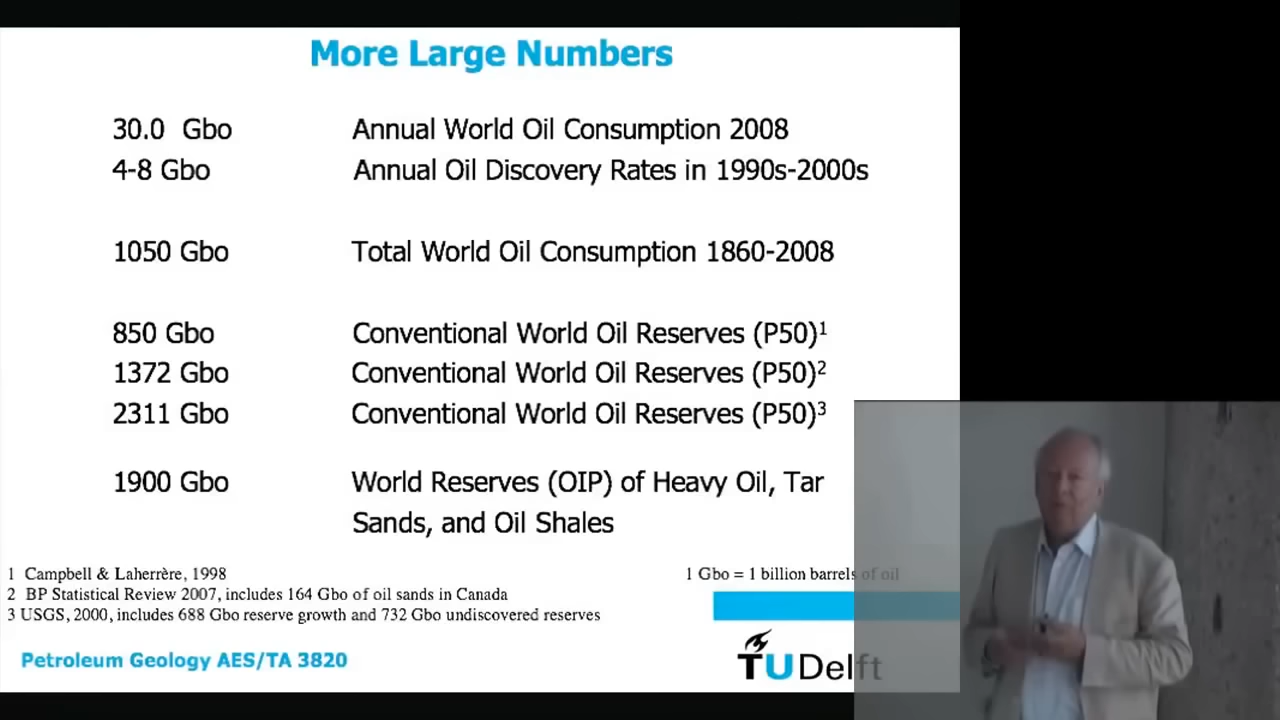 More Large Numbers
30.0 Gbo Annual World Oil Consumption 2008
4-8 Gbo Annual Oil Discovery Rates in 1990s-2000s
1050 Gbo Total World Oil Consumption 1860-2008
850 Gbo Conventional World Oil Reserves (P50)1
1372 Gbo Conventional World Oil Reserves (P50)2
2311 Gbo Conventional World Oil Reserves (P50)3
1900 Gbo World Reserves (OIP) of Heavy Oil, Tar
Sands, and Oil Shales
1 Campbell & Laherrère, 1998
1 Gbo = 1 billion barrels of oil
2 BP Statistical Review 2007, includes 164 Gbo of oil sands in Canada
3 USGS, 2000, includes 688 Gbo reserve growth and 732 Gbo undiscovered reserves
Petroleum Geology AES/TA 3820
TU Delft